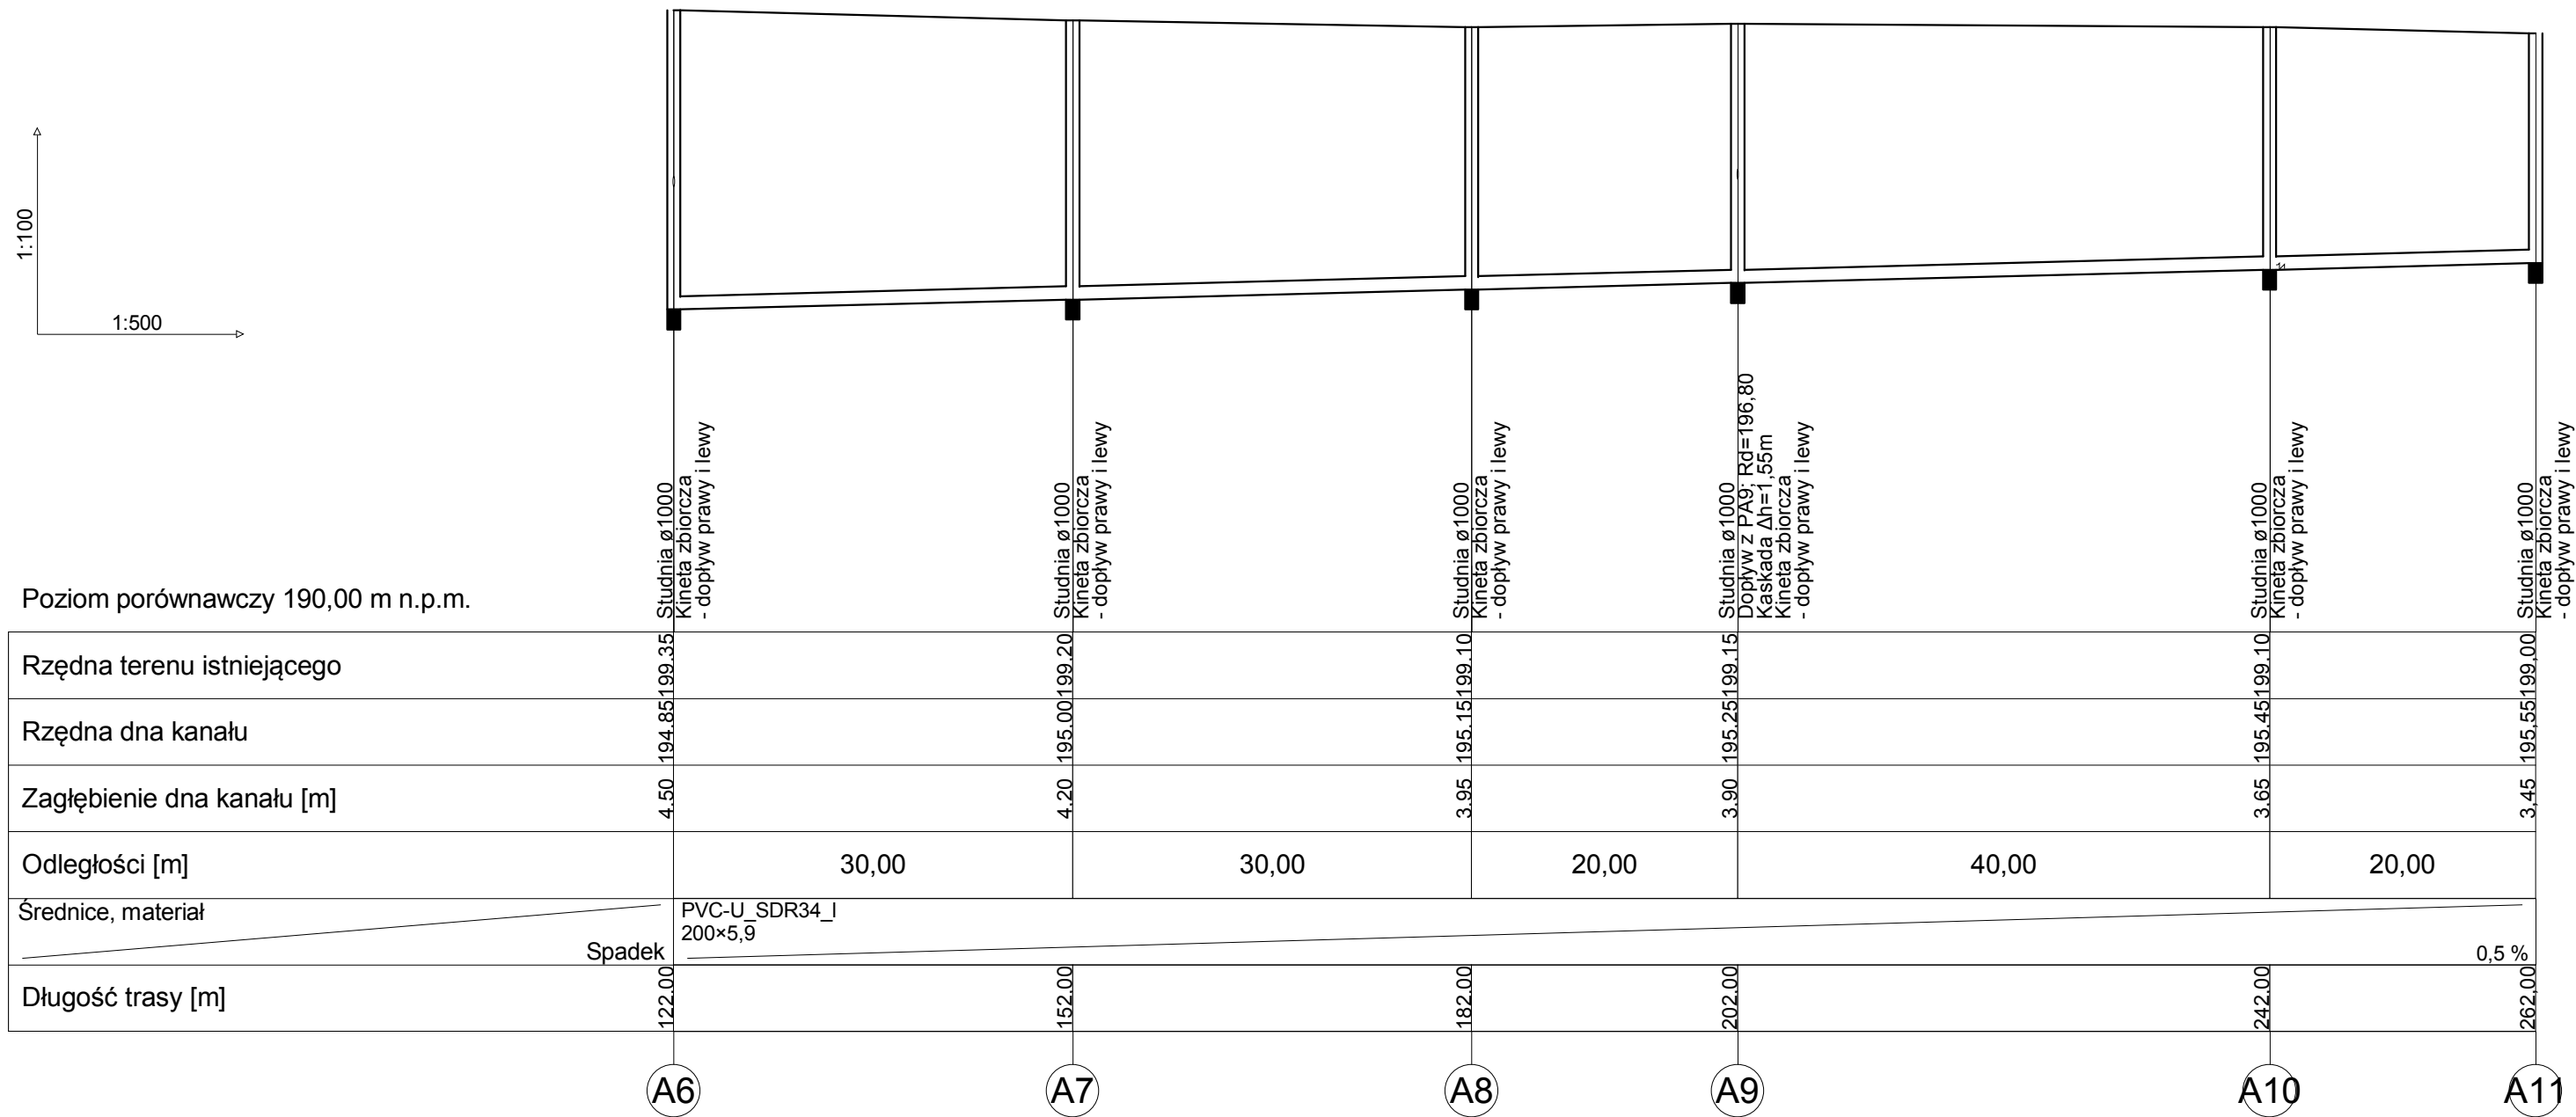 1:100
1:500
Studnia ø1000
Kineta zbiorcza
- dopływ prawy i lewy
Studnia ø1000
Kineta zbiorcza
- dopływ prawy i lewy
Studnia ø1000
Kineta zbiorcza
- dopływ prawy i lewy
Studnia ø1000
Dopływ z PA9; Rd=196,80
Kaskada Δh=1,55m
Kineta zbiorcza
- dopływ prawy i lewy
Studnia ø1000
Kineta zbiorcza
- dopływ prawy i lewy
Studnia ø1000
Kineta zbiorcza
- dopływ prawy i lewy
Poziom porównawczy 190,00 m n.p.m.
Rzędna terenu istniejącego 199.35 199.20 199.10 199.15 199.10 199,00
Rzędna dna kanału 194.85 195.00 195.15 195.25 195.45 195,55
Zagłębienie dna kanału [m] 4.50 4.20 3.95 3.90 3.65 3,45
Odległości [m] 30,00 30,00 20,00 40,00 20,00
Średnice, materiał PVC-U_SDR34_l
200×5,9
Spadek 0,5 %
Długość trasy [m] 122.00 152.00 182.00 202.00 242.00 262,00
A6 A7 A8 A9 A10 A11